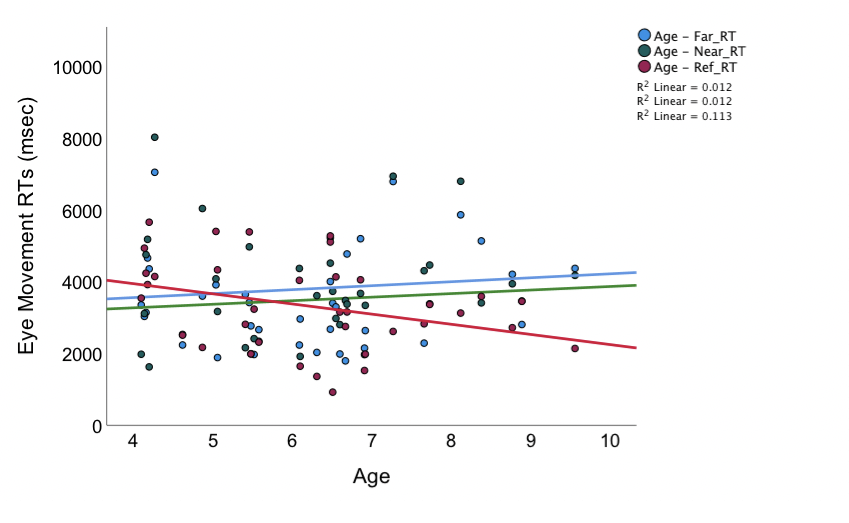 Age – Far_RT
Age – Near_RT
Age – Ref_RT
R² Linear = 0.012
R² Linear = 0.012
R² Linear = 0.113
Eye Movement RTs (msec)
10000
8000
6000
4000
2000
0
4 5 6 7 8 9 10
Age